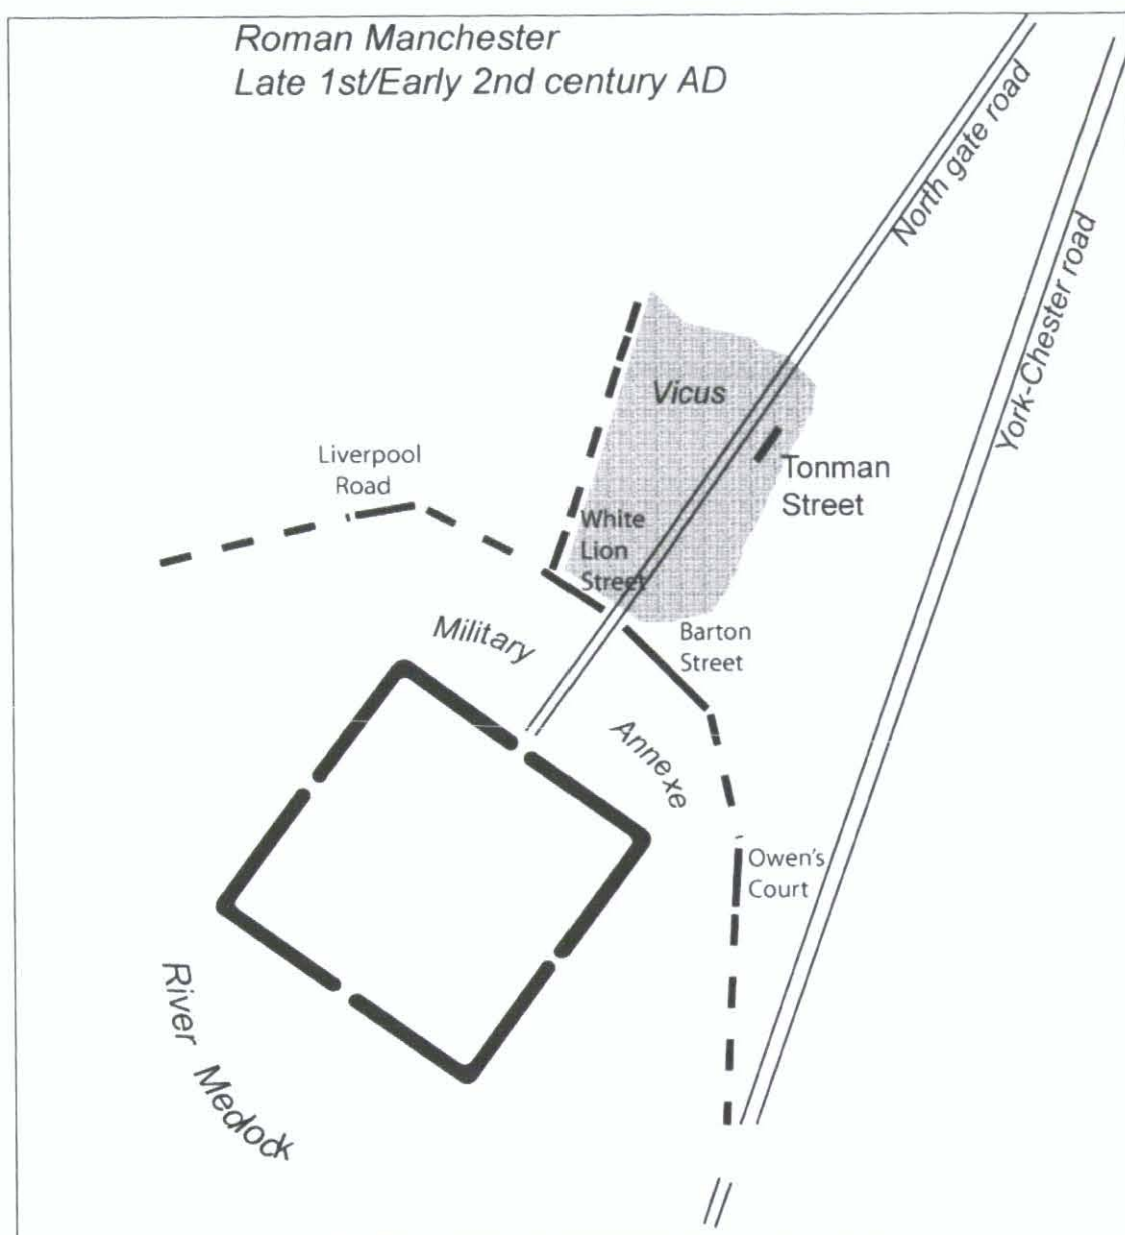 Roman Manchester
Late 1st/Early 2nd century AD
North gate road
York-Chester road
Vicus
Liverpool
Road
Tonman
Street
White
Lion
Street
Military
Barton
Street
Annexe
Owen's
Court
River Medlock